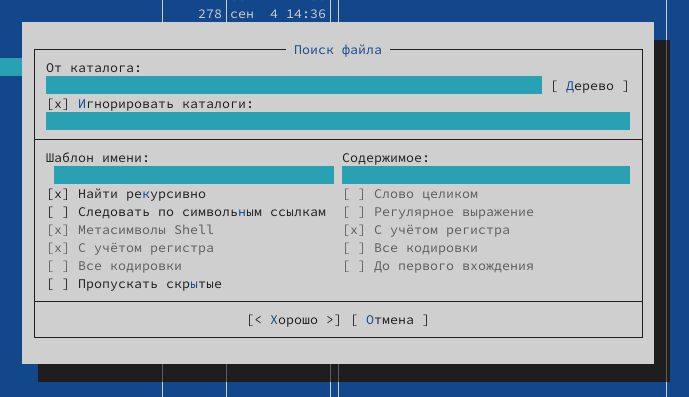 278 сен  4 14:36
Поиск файла
От каталога:
[ Дерево ]
[x] Игнорировать каталоги:
Шаблон имени: Содержимое:
[x] Найти рекурсивно [ ] Слово целиком
[ ] Следовать по символьным ссылкам [ ] Регулярное выражение
[x] Метасимволы Shell [x] С учётом регистра
[x] С учётом регистра [ ] Все кодировки
[ ] Все кодировки [ ] До первого вхождения
[ ] Пропускать скрытые
[< Хорошо >] [ Отмена ]